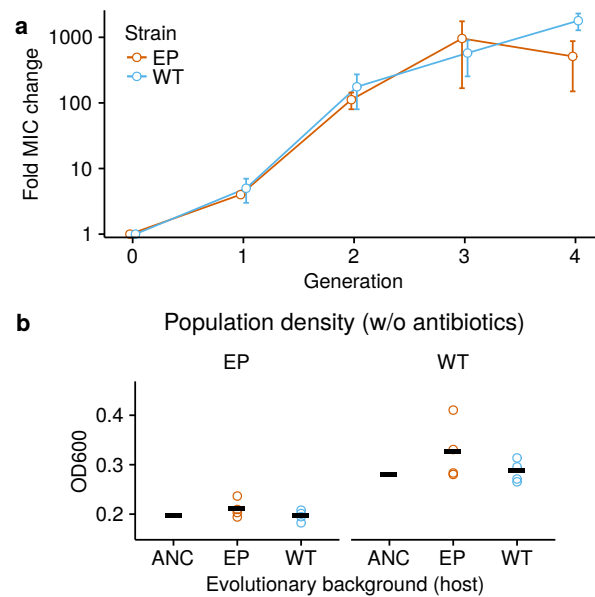 a
Strain
EP
WT
Fold MIC change
1000
100
10
1
0 1 2 3 4
Generation
b
Population density (w/o antibiotics)
EP WT
OD600
0.4
0.3
0.2
ANC EP WT ANC EP WT
Evolutionary background (host)